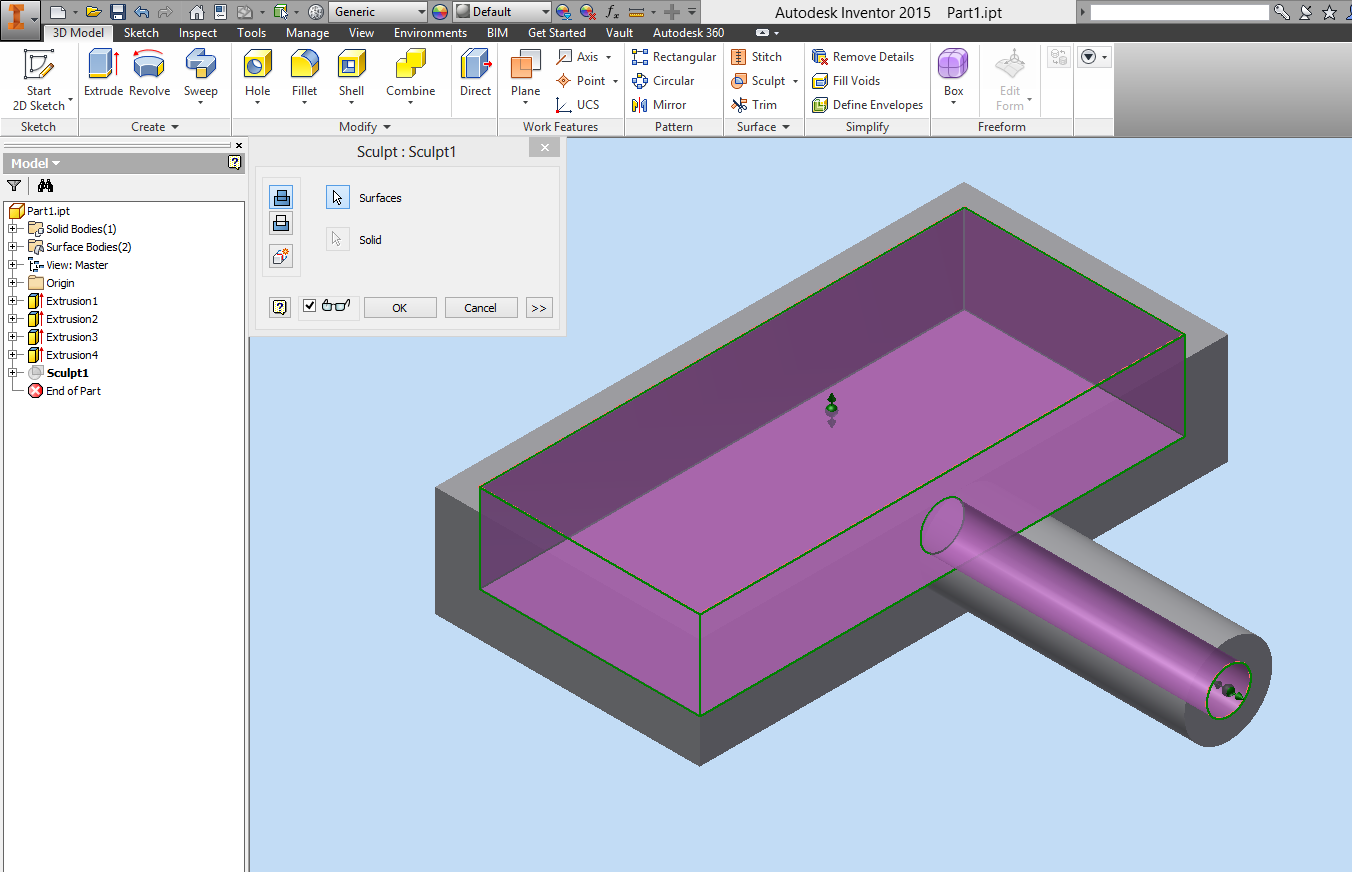 Generic
Default
fx
Autodesk Inventor 2015 Part1.ipt
3D Model Sketch Inspect Tools Manage View Environments BIM Get Started Vault Autodesk 360
Start
2D Sketch
Extrude Revolve Sweep
Hole Fillet Shell Combine
Direct
Plane
Axis
Point
UCS
Rectangular
Circular
Mirror
Stitch
Sculpt
Trim
Remove Details
Fill Voids
Define Envelopes
Box
Edit
Form
Sketch Create Modify Work Features Pattern Surface Simplify Freeform
Model
Part1.ipt
Solid Bodies(1)
Surface Bodies(2)
View: Master
Origin
Extrusion1
Extrusion2
Extrusion3
Extrusion4
Sculpt1
End of Part
Sculpt : Sculpt1
Surfaces
Solid
OK Cancel >>